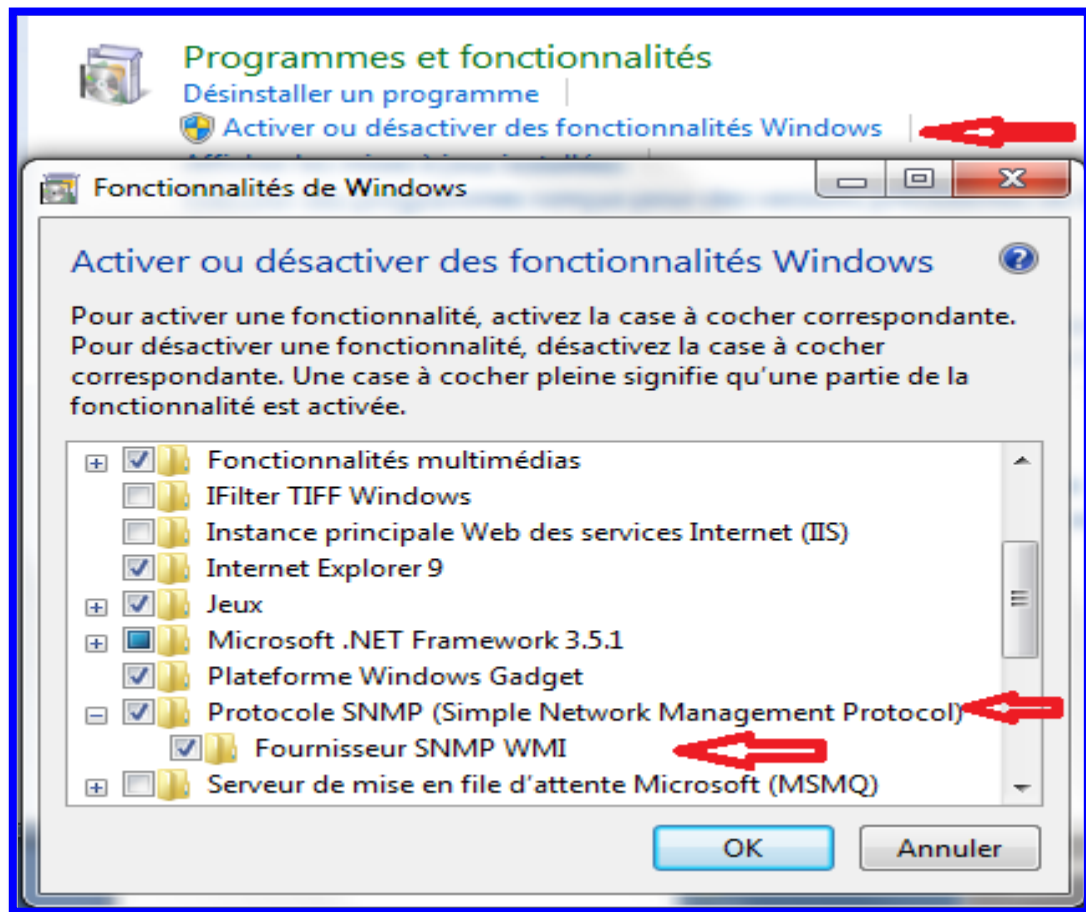 Programmes et fonctionnalités
Désinstaller un programme
Activer ou désactiver des fonctionnalités Windows
Fonctionnalités de Windows
Activer ou désactiver des fonctionnalités Windows
Pour activer une fonctionnalité, activez la case à cocher correspondante.
Pour désactiver une fonctionnalité, désactivez la case à cocher
correspondante. Une case à cocher pleine signifie qu'une partie de la
fonctionnalité est activée.
Fonctionnalités multimédias
IFilter TIFF Windows
Instance principale Web des services Internet (IIS)
Internet Explorer 9
Jeux
Microsoft .NET Framework 3.5.1
Plateforme Windows Gadget
Protocole SNMP (Simple Network Management Protocol)
Fournisseur SNMP WMI
Serveur de mise en file d'attente Microsoft (MSMQ)
OK Annuler